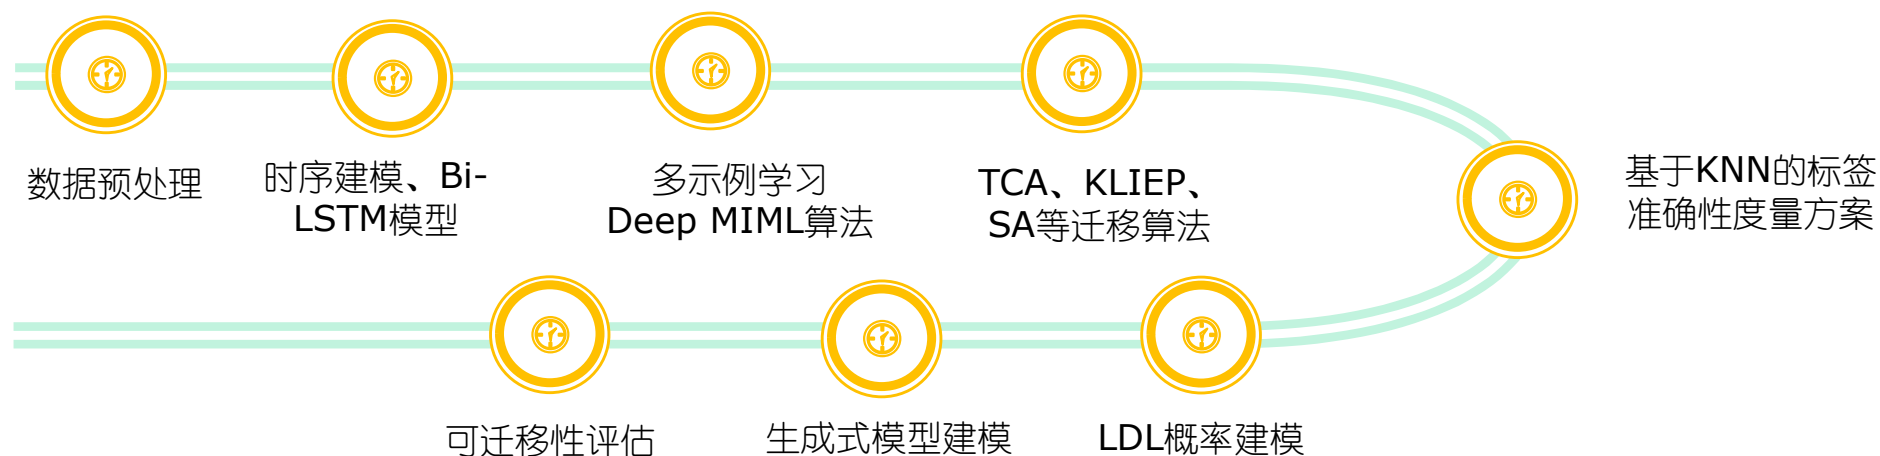 数据预处理
时序建模、Bi-
LSTM模型
多示例学习
Deep MIML算法
TCA、KLIEP、
SA等迁移算法
基于KNN的标签
准确性度量方案
可迁移性评估
生成式模型建模
LDL概率建模